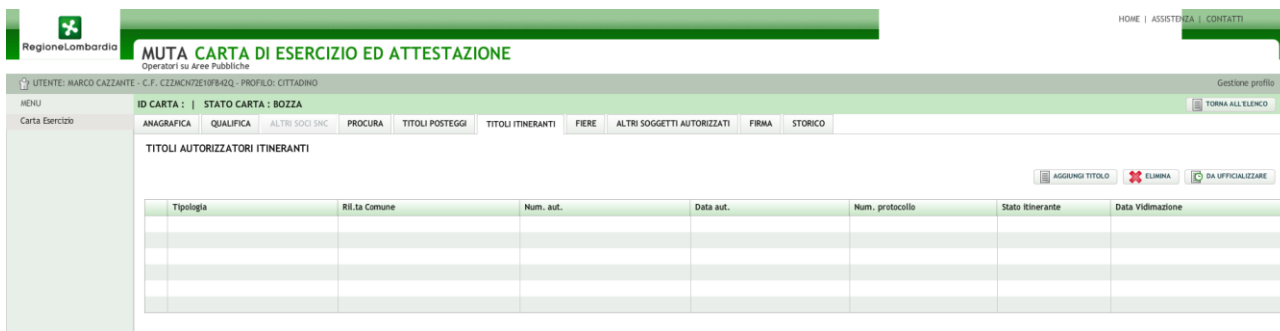 HOME | ASSISTENZA | CONTATTI
RegioneLombardia
MUTA CARTA DI ESERCIZIO ED ATTESTAZIONE
Operatori su Aree Pubbliche
UTENTE: MARCO CAZZANTE - C.F. CZZMCN72E10FB42Q - PROFILO: CITTADINO Gestione profilo
MENU
Carta Esercizio
ID CARTA : | STATO CARTA : BOZZA TORNA ALL'ELENCO
ANAGRAFICA QUALIFICA ALTRI SOCI SNC PROCURA TITOLI POSTEGGI TITOLI ITINERANTI FIERE ALTRI SOGGETTI AUTORIZZATI FIRMA STORICO
TITOLI AUTORIZZATORI ITINERANTI
AGGIUNGI TITOLO ELIMINA DA UFFICIALIZZARE
Tipologia Ril.ta Comune Num. aut. Data aut. Num. protocollo Stato Itinerante Data Vidimazione